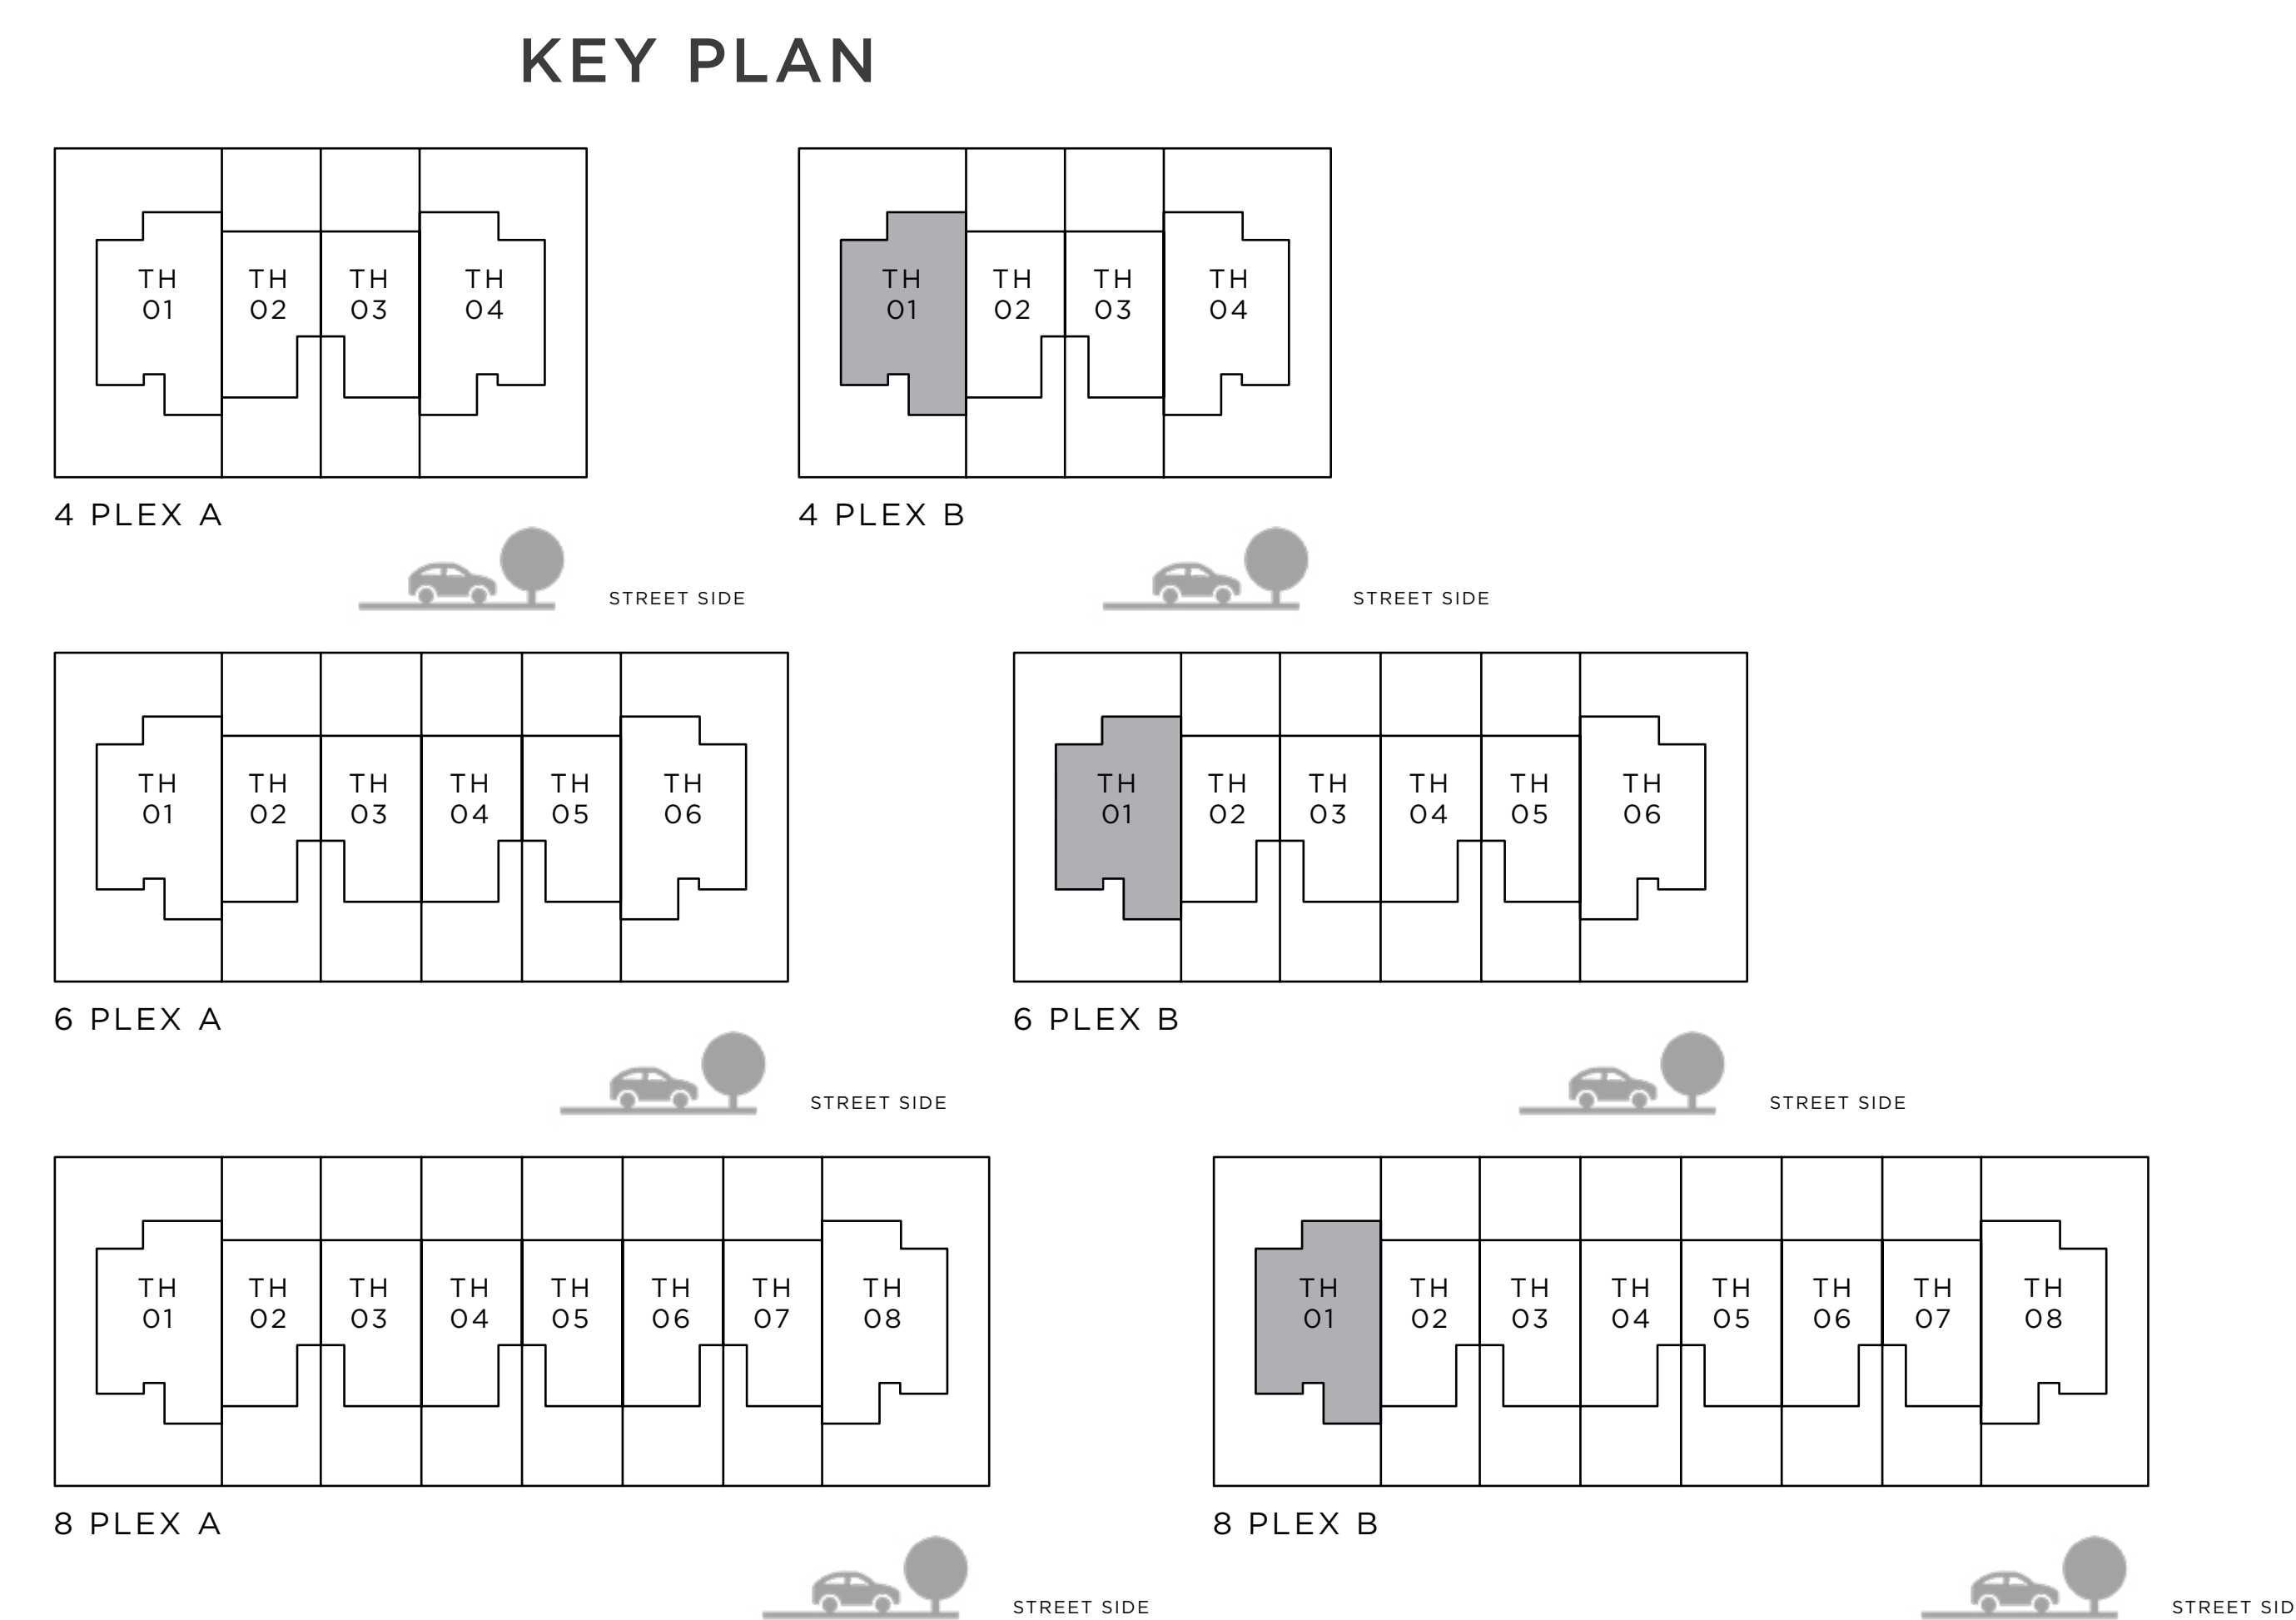 KEY PLAN
TH TH TH TH
01 02 03 04
4 PLEX A
STREET SIDE
TH TH TH TH
01 02 03 04
4 PLEX B
STREET SIDE
TH TH TH TH TH TH
01 02 03 04 05 06
6 PLEX A
STREET SIDE
TH TH TH TH TH TH
01 02 03 04 05 06
6 PLEX B
STREET SIDE
TH TH TH TH TH TH TH TH
01 02 03 04 05 06 07 08
8 PLEX A
STREET SIDE
TH TH TH TH TH TH TH TH
01 02 03 04 05 06 07 08
8 PLEX B
STREET SID